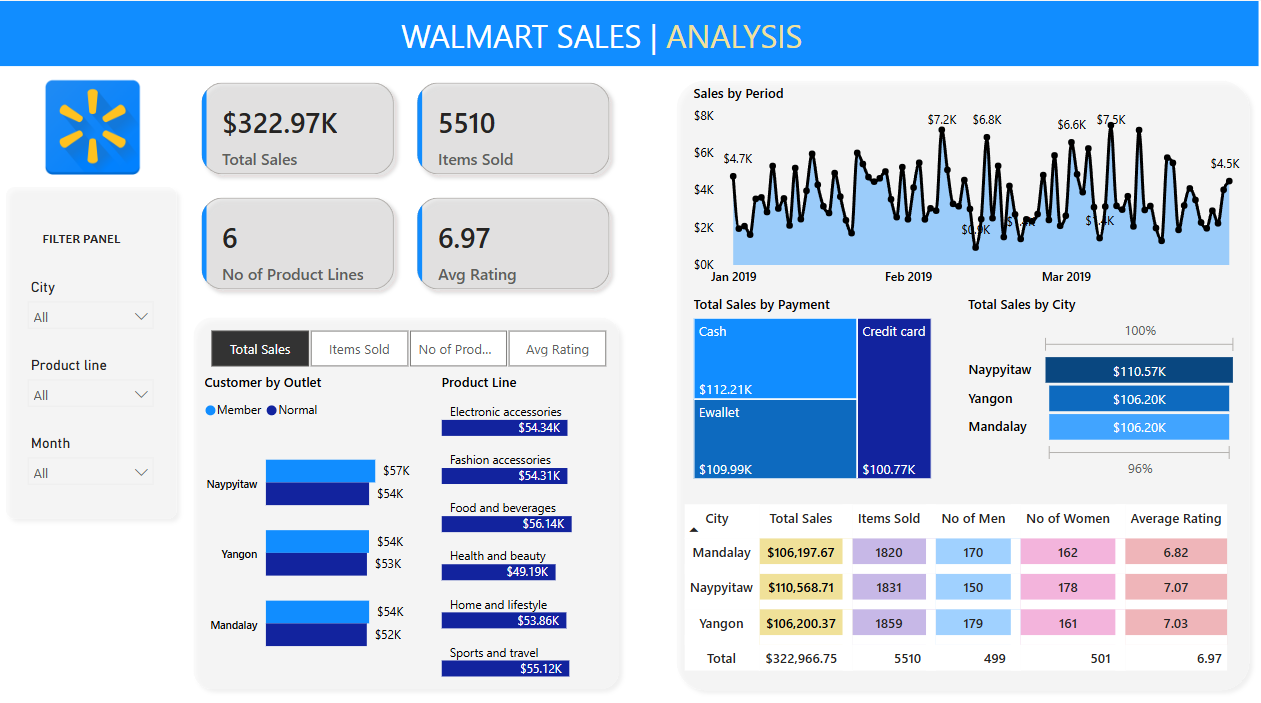 WALMART SALES | ANALYSIS
$322.97K
Total Sales
5510
Items Sold
6
No of Product Lines
6.97
Avg Rating
FILTER PANEL
City
All
Product line
All
Month
All
Total Sales
Items Sold
No of Prod...
Avg Rating
Customer by Outlet
Member
Normal
Naypyitaw
$57K
$54K
Yangon
$54K
$53K
Mandalay
$54K
$52K
Product Line
Electronic accessories
$54.34K
Fashion accessories
$54.31K
Food and beverages
$56.14K
Health and beauty
$49.19K
Home and lifestyle
$53.86K
Sports and travel
$55.12K
Sales by Period
$8K
$6K
$4K
$2K
$0K
$4.7K
$7.2K
$6.8K
$6.6K
$7.5K
$4.5K
$0.9K
Jan 2019
Feb 2019
Mar 2019
Total Sales by Payment
Cash
$112.21K
Ewallet
$109.99K
Credit card
$100.77K
Total Sales by City
100%
Naypyitaw
$110.57K
Yangon
$106.20K
Mandalay
$106.20K
96%
City Total Sales Items Sold No of Men No of Women Average Rating
Mandalay $106,197.67 1820 170 162 6.82
Naypyitaw $110,568.71 1831 150 178 7.07
Yangon $106,200.37 1859 179 161 7.03
Total $322,966.75 5510 499 501 6.97